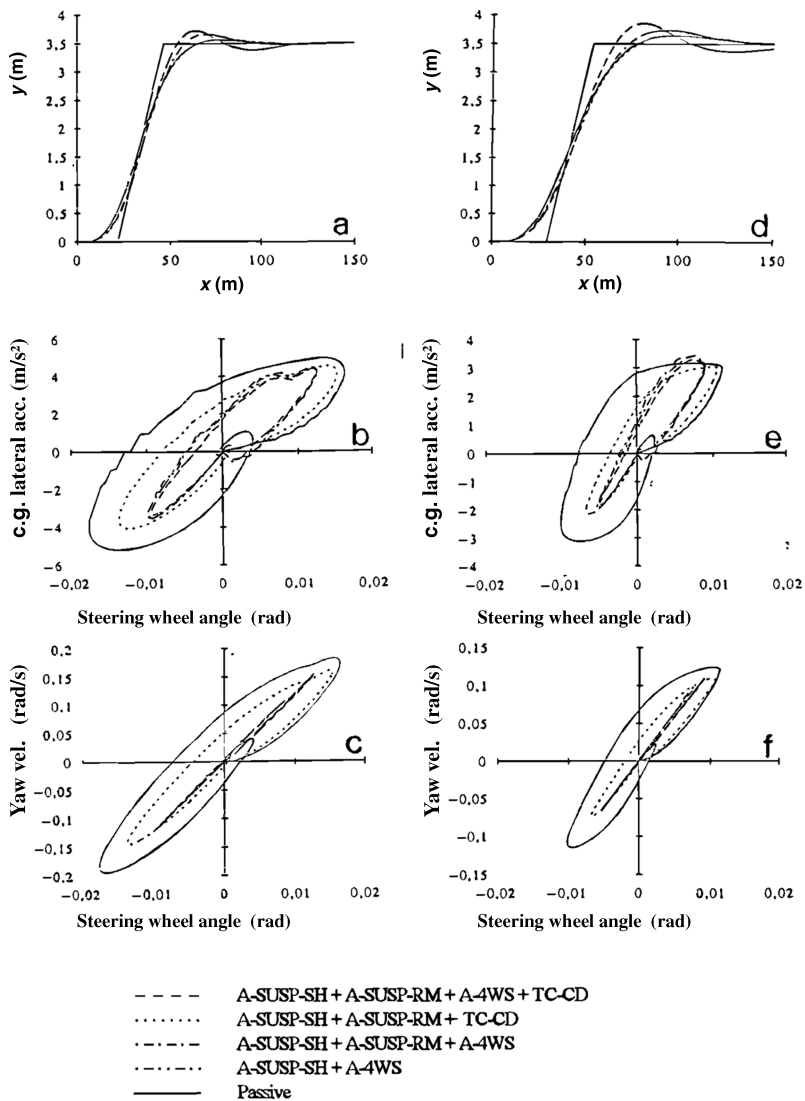 4
3.5
3
2.5
2
1.5
1
0.5
0
y (m)
a
0 50 100 150
x (m)
4
3.5
3
2.5
2
1.5
1
0.5
0
y (m)
d
0 50 100 150
x (m)
6
4
2
0
-2
-4
-6
c.g. lateral acc. (m/s²)
b
-0.02 -0.01 0 0.01 0.02
Steering wheel angle (rad)
4
3
2
1
0
-1
-2
-3
-4
c.g. lateral acc. (m/s²)
e
-0.02 -0.01 0 0.01 0.02
Steering wheel angle (rad)
0.2
0.15
0.1
0.05
0
-0.05
-0.1
-0.15
-0.2
Yaw vel. (rad/s)
c
-0.02 -0.01 0 0.01 0.02
Steering wheel angle (rad)
0.15
0.1
0.05
0
-0.05
-0.1
-0.15
Yaw vel. (rad/s)
f
-0.02 -0.01 0 0.01 0.02
Steering wheel angle (rad)
A-SUSP-SH + A-SUSP-RM + A-4WS + TC-CD
A-SUSP-SH + A-SUSP-RM + TC-CD
A-SUSP-SH + A-SUSP-RM + A-4WS
A-SUSP-SH + A-4WS
Passive